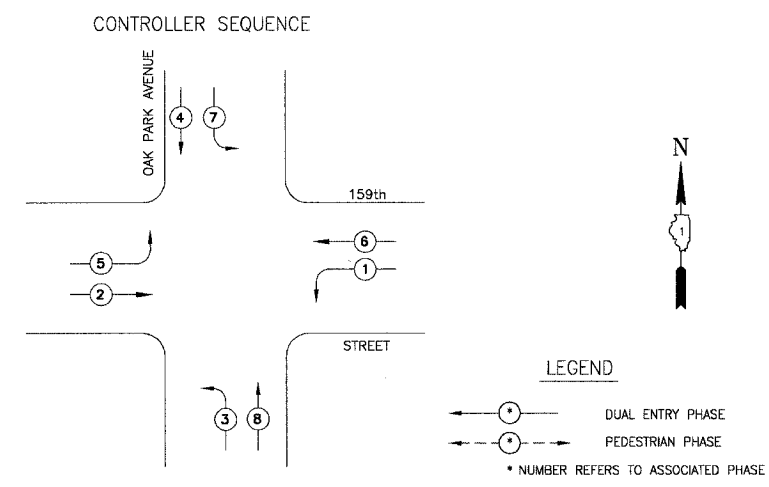 CONTROLLER SEQUENCE
OAK PARK AVENUE
4
7
159th
6
5
1
2
STREET
3
8
N
1
LEGEND
* DUAL ENTRY PHASE
* PEDESTRIAN PHASE
* NUMBER REFERS TO ASSOCIATED PHASE